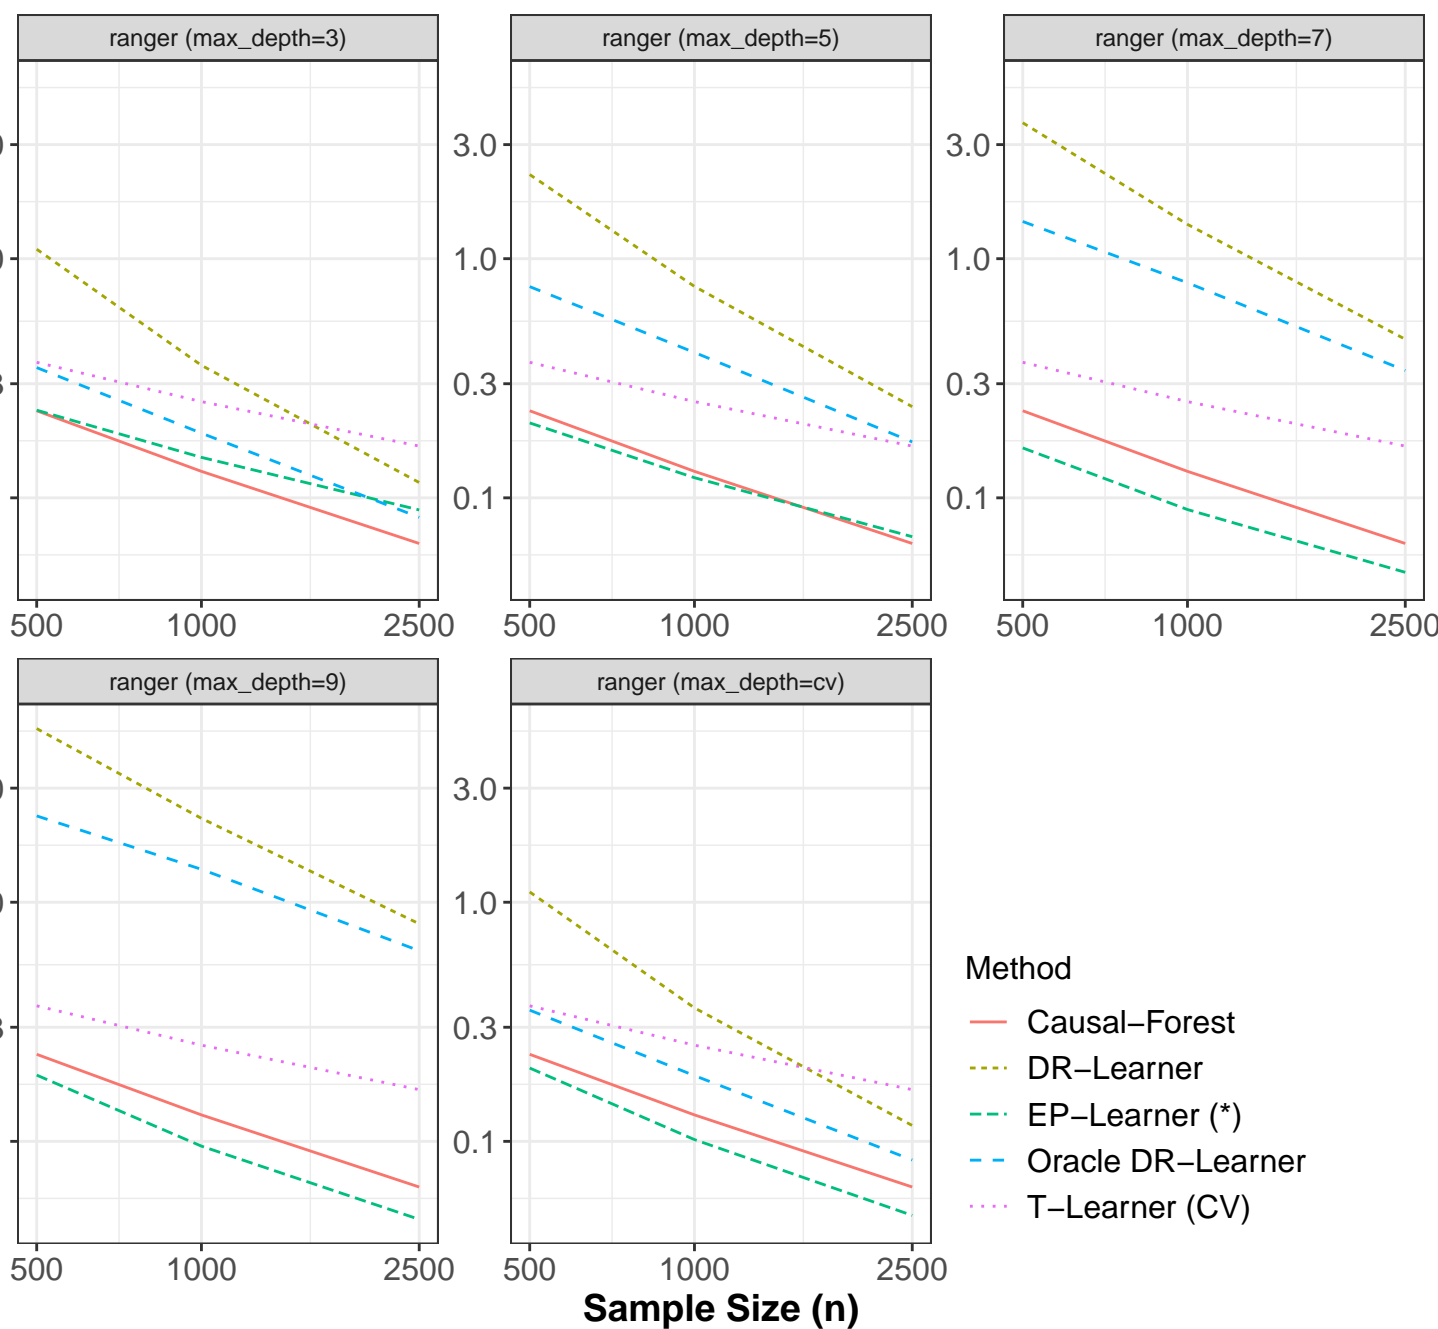 ranger (max_depth=3)
ranger (max_depth=5)
ranger (max_depth=7)
3.0
1.0
0.3
0.1
3.0
1.0
0.3
0.1
500 1000 2500
500 1000 2500
500 1000 2500
ranger (max_depth=9)
ranger (max_depth=cv)
3.0
1.0
0.3
0.1
500 1000 2500
500 1000 2500
Sample Size (n)
Method
Causal−Forest
DR−Learner
EP−Learner (*)
Oracle DR−Learner
T−Learner (CV)